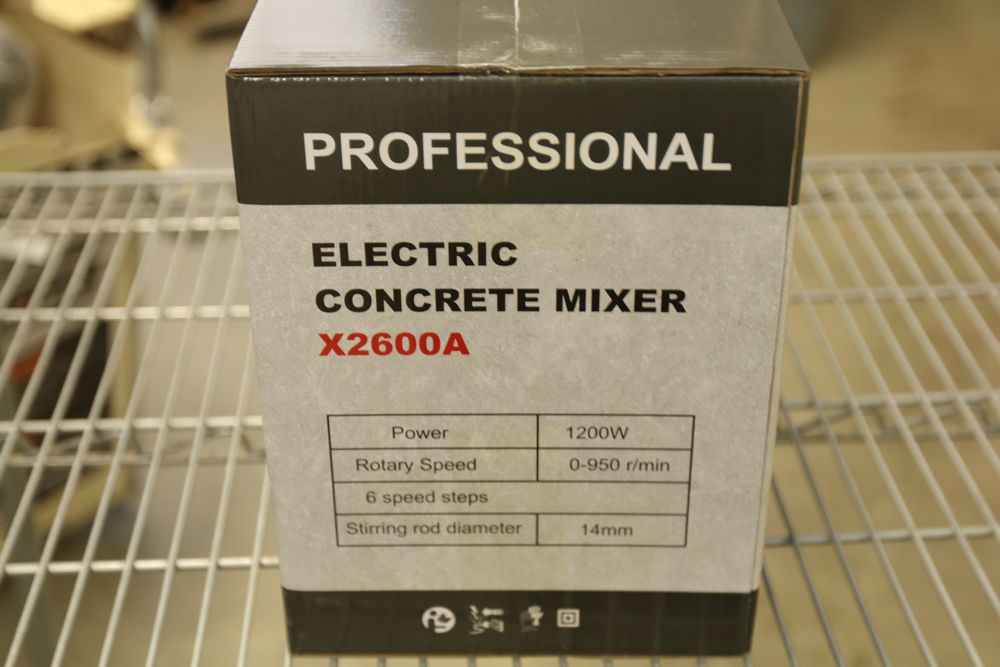 PROFESSIONAL
ELECTRIC
CONCRETE MIXER
X2600A
Power 1200W
Rotary Speed 0-950 r/min
6 speed steps
Stirring rod diameter 14mm